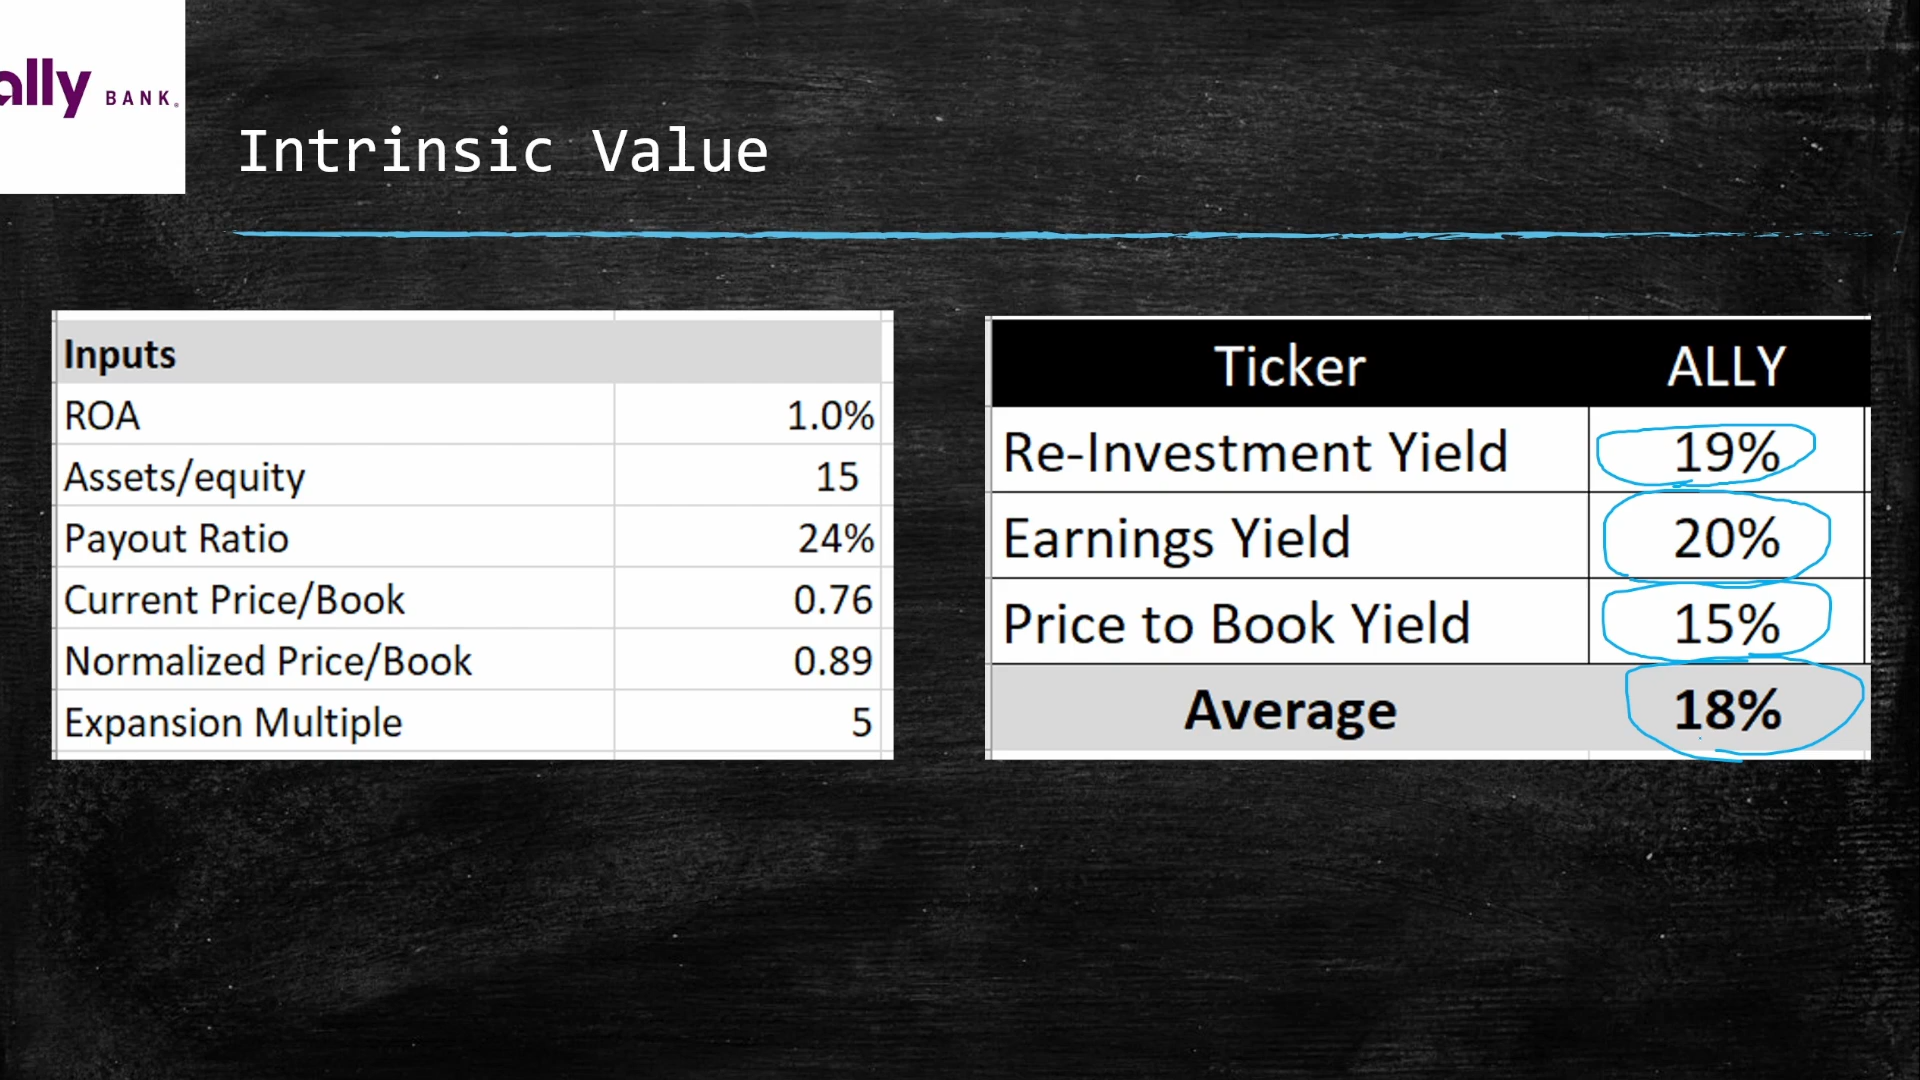 ally BANK.
Intrinsic Value
Inputs
ROA 1.0%
Assets/equity 15
Payout Ratio 24%
Current Price/Book 0.76
Normalized Price/Book 0.89
Expansion Multiple 5
Ticker ALLY
Re-Investment Yield 19%
Earnings Yield 20%
Price to Book Yield 15%
Average 18%